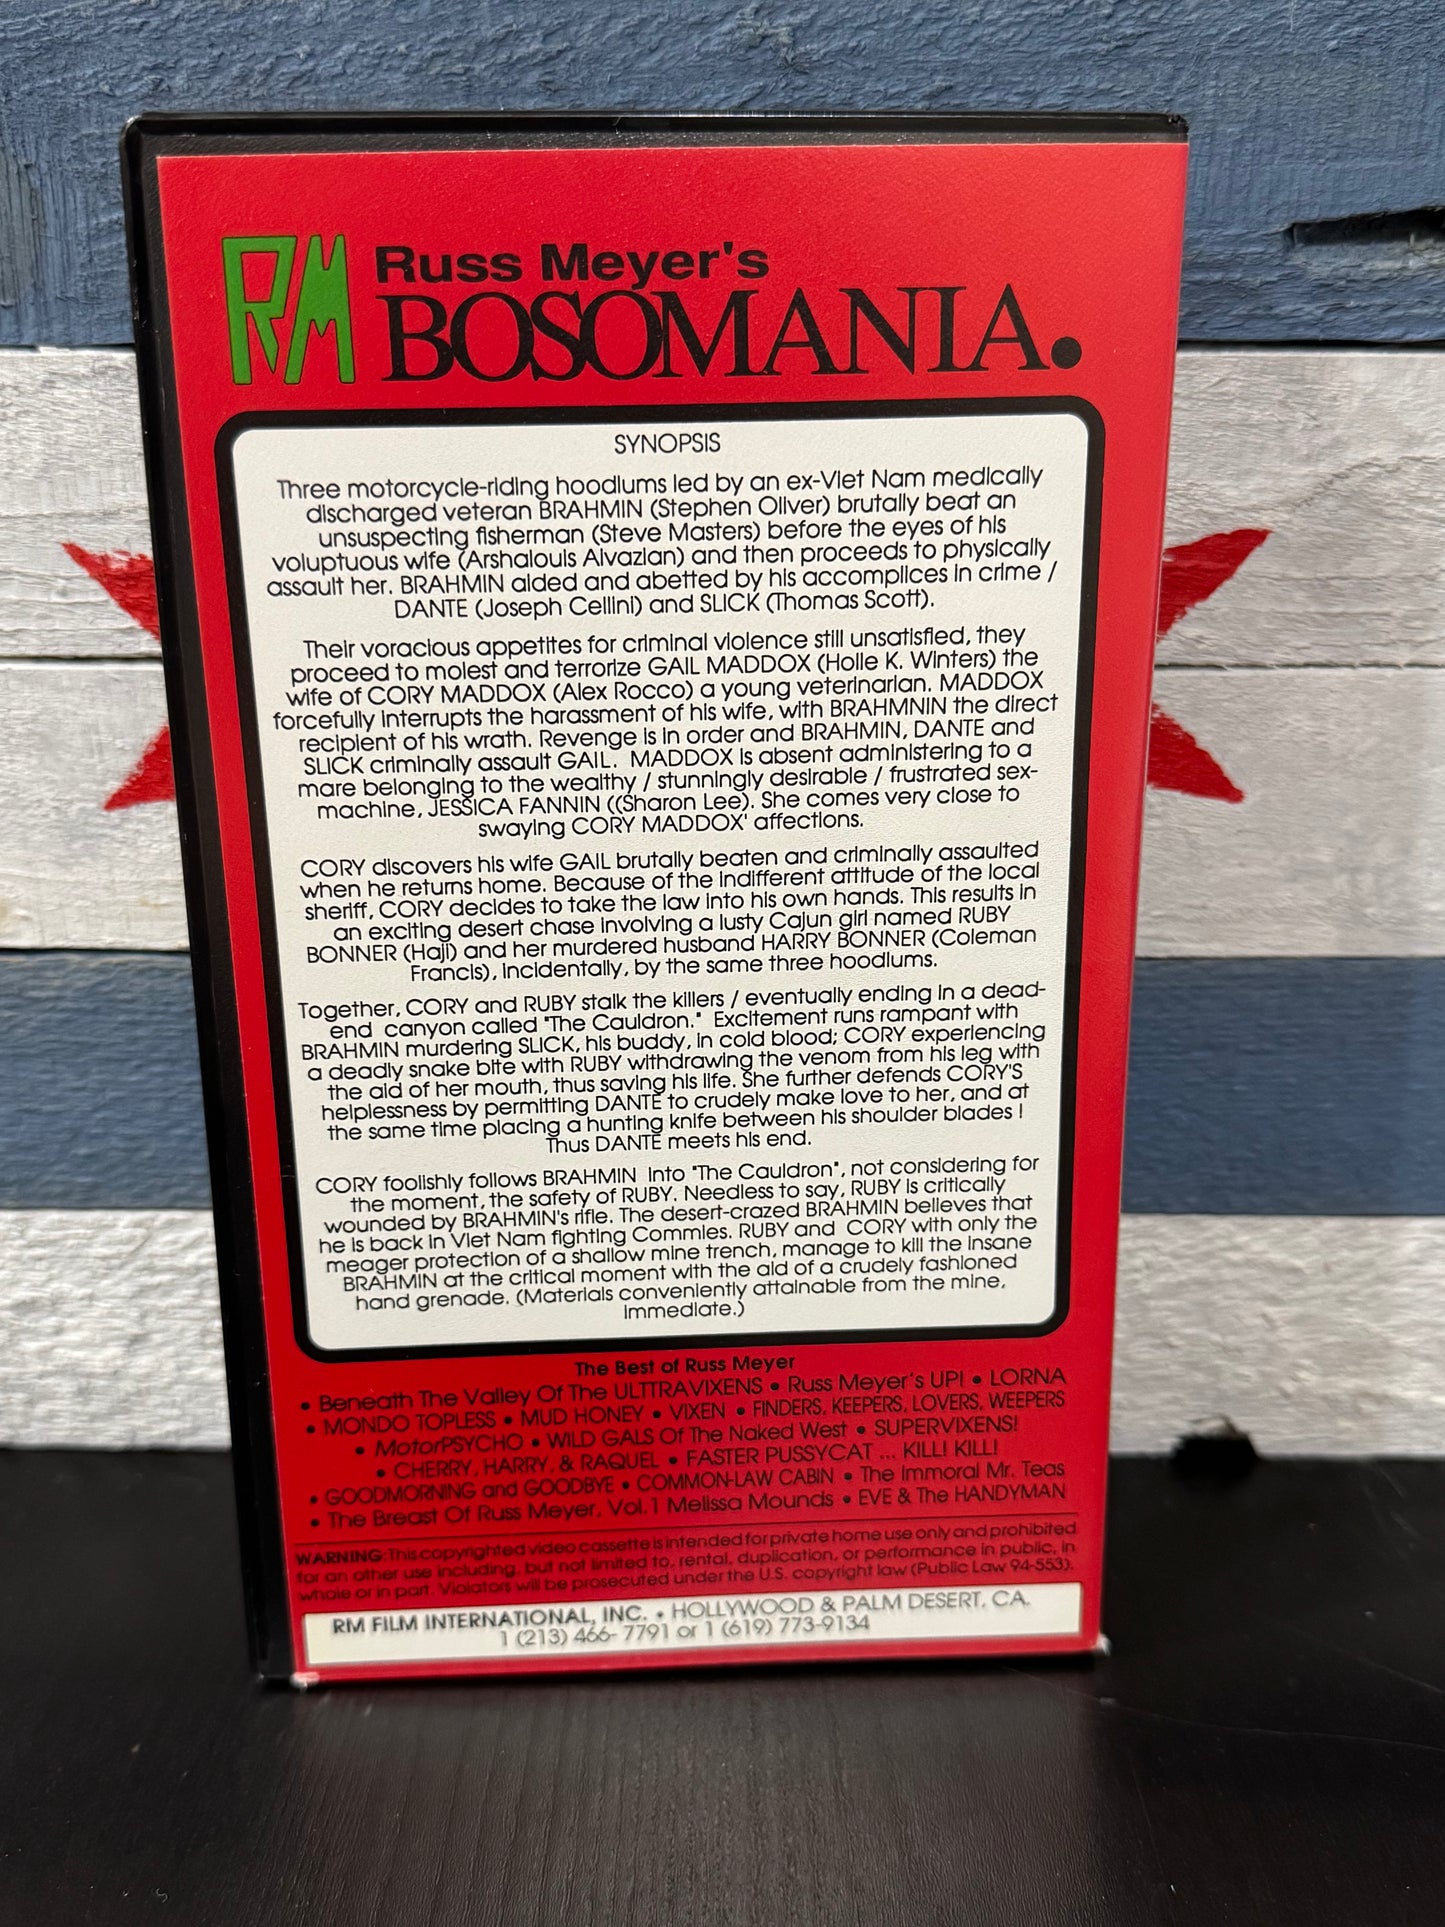 RM
Russ Meyer's
BOSOMANIA.
SYNOPSIS
Three motorcycle-riding hoodlums led by an ex-Viet Nam medically
discharged veteran BRAHMIN (Stephen Oliver) brutally beat an
unsuspecting fisherman (Steve Masters) before the eyes of his
voluptuous wife (Arshalouis Aivazian) and then proceeds to physically
assault her. BRAHMIN aided and abetted by his accomplices in crime /
DANTE (Joseph Cellini) and SLICK (Thomas Scott).
Their voracious appetites for criminal violence still unsatisfied, they
proceed to molest and terrorize GAIL MADDOX (Holle K. Winters) the
wife of CORY MADDOX (Alex Rocco) a young veterinarian. MADDOX
forcefully interrupts the harassment of his wife, with BRAHMNIN the direct
recipient of his wrath. Revenge is in order and BRAHMIN, DANTE and
SLICK criminally assault GAIL. MADDOX is absent administering to a
mare belonging to the wealthy / stunningly desirable / frustrated sex-
machine, JESSICA FANNIN ((Sharon Lee). She comes very close to
swaying CORY MADDOX' affections.
CORY discovers his wife GAIL brutally beaten and criminally assaulted
when he returns home. Because of the indifferent attitude of the local
sheriff, CORY decides to take the law into his own hands. This results in
an exciting desert chase involving a lusty Cajun girl named RUBY
BONNER (Haji) and her murdered husband HARRY BONNER (Coleman
Francis), incidentally, by the same three hoodlums.
Together, CORY and RUBY stalk the killers / eventually ending in a dead-
end canyon called "The Cauldron." Excitement runs rampant with
BRAHMIN murdering SLICK, his buddy, in cold blood; CORY experiencing
a deadly snake bite with RUBY withdrawing the venom from his leg with
the aid of her mouth, thus saving his life. She further defends CORY'S
helplessness by permitting DANTE to crudely make love to her, and at
the same time placing a hunting knife between his shoulder blades !
Thus DANTE meets his end.
CORY foolishly follows BRAHMIN into "The Cauldron", not considering for
the moment, the safety of RUBY. Needless to say, RUBY is critically
wounded by BRAHMIN's rifle. The desert-crazed BRAHMIN believes that
he is back in Viet Nam fighting Commies. RUBY and CORY with only the
meager protection of a shallow mine trench, manage to kill the insane
BRAHMIN at the critical moment with the aid of a crudely fashioned
hand grenade. (Materials conveniently attainable from the mine,
immediate.)
The Best of Russ Meyer
• Beneath The Valley Of The ULTTRAVIXENS • Russ Meyer's UP! • LORNA
• MONDO TOPLESS • MUD HONEY • VIXEN • FINDERS, KEEPERS, LOVERS, WEEPERS
• MotorPSYCHO • WILD GALS Of The Naked West • SUPERVIXENS!
• CHERRY, HARRY, & RAQUEL • FASTER PUSSYCAT ... KILL! KILL!
• GOODMORNING and GOODBYE • COMMON-LAW CABIN • The Immoral Mr. Teas
• The Breast Of Russ Meyer, Vol. 1 Melissa Mounds • EVE & The HANDYMAN
WARNING: This copyrighted video cassette is intended for private home use only and prohibited
for an other use including, but not limited to, rental, duplication, or performance in public, in
whole or in part. Violators will be prosecuted under the U.S. copyright law (Public Law 94-553).
RM FILM INTERNATIONAL, INC. • HOLLYWOOD & PALM DESERT, CA.
1 (213) 466- 7791 or 1 (619) 773-9134